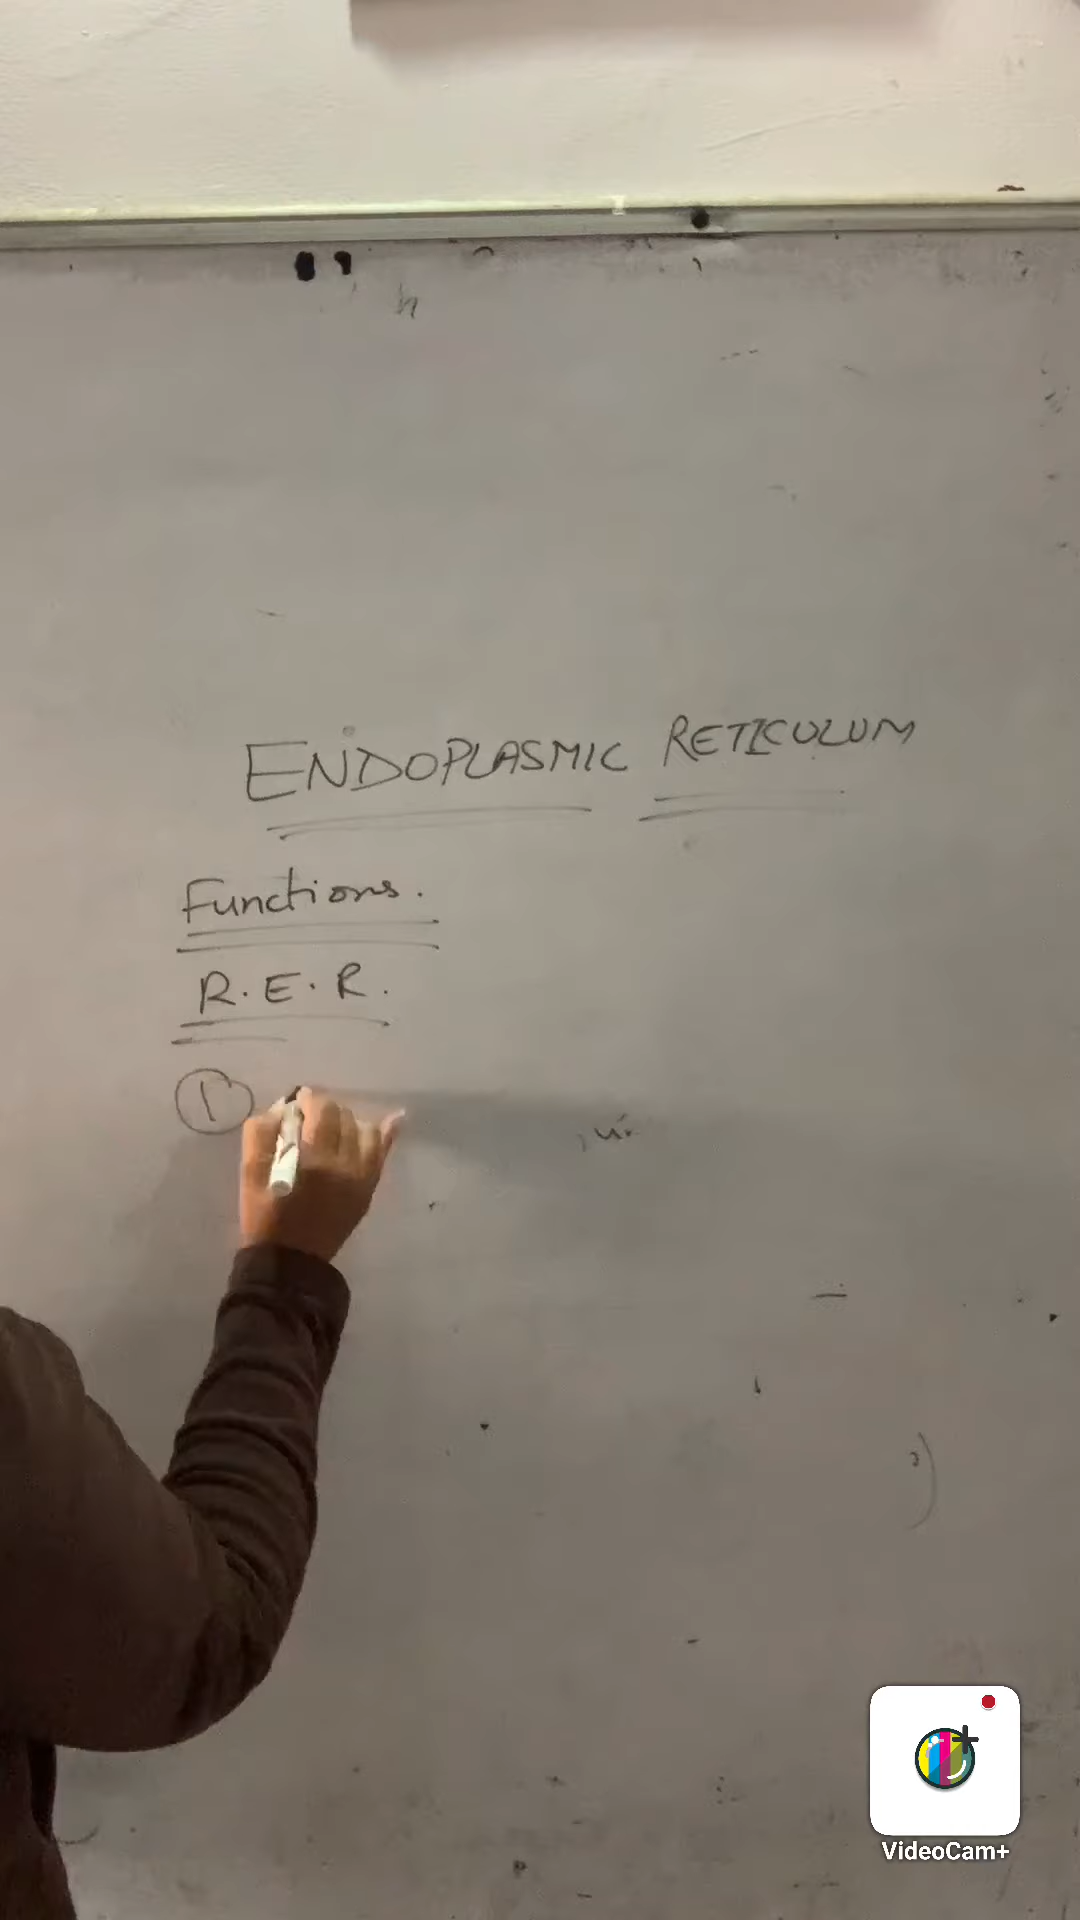 h
ENDOPLASMIC RETICULUM
Functions.
R.E.R.
1
VideoCam+